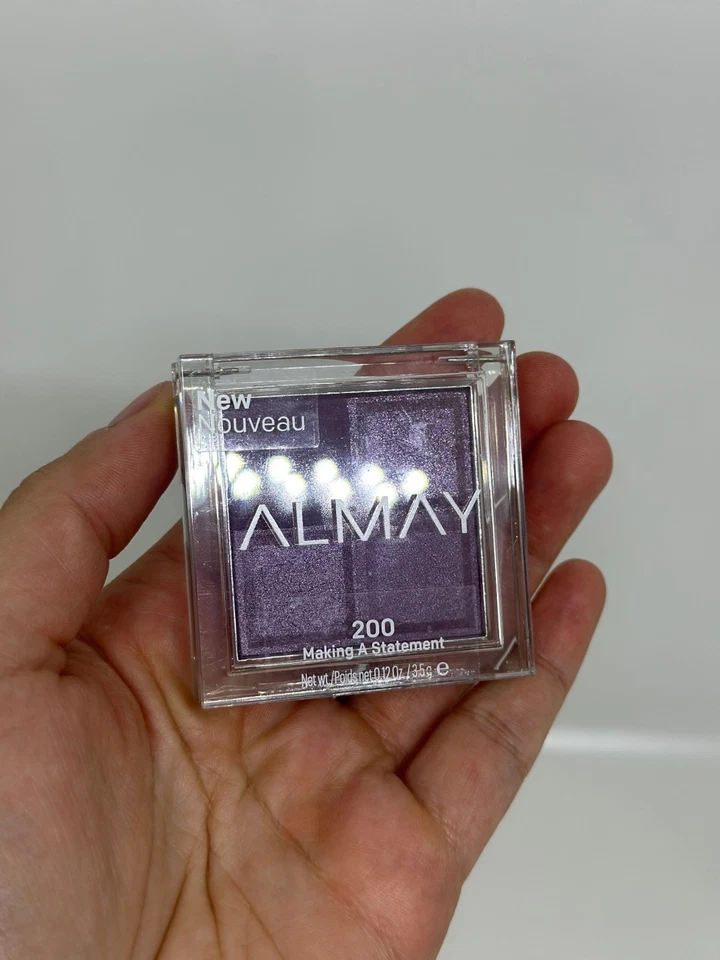 New
Nouveau
ALMAY
200
Making A Statement
Net wt./Poids net 0.12 Oz. / 3.5 g e